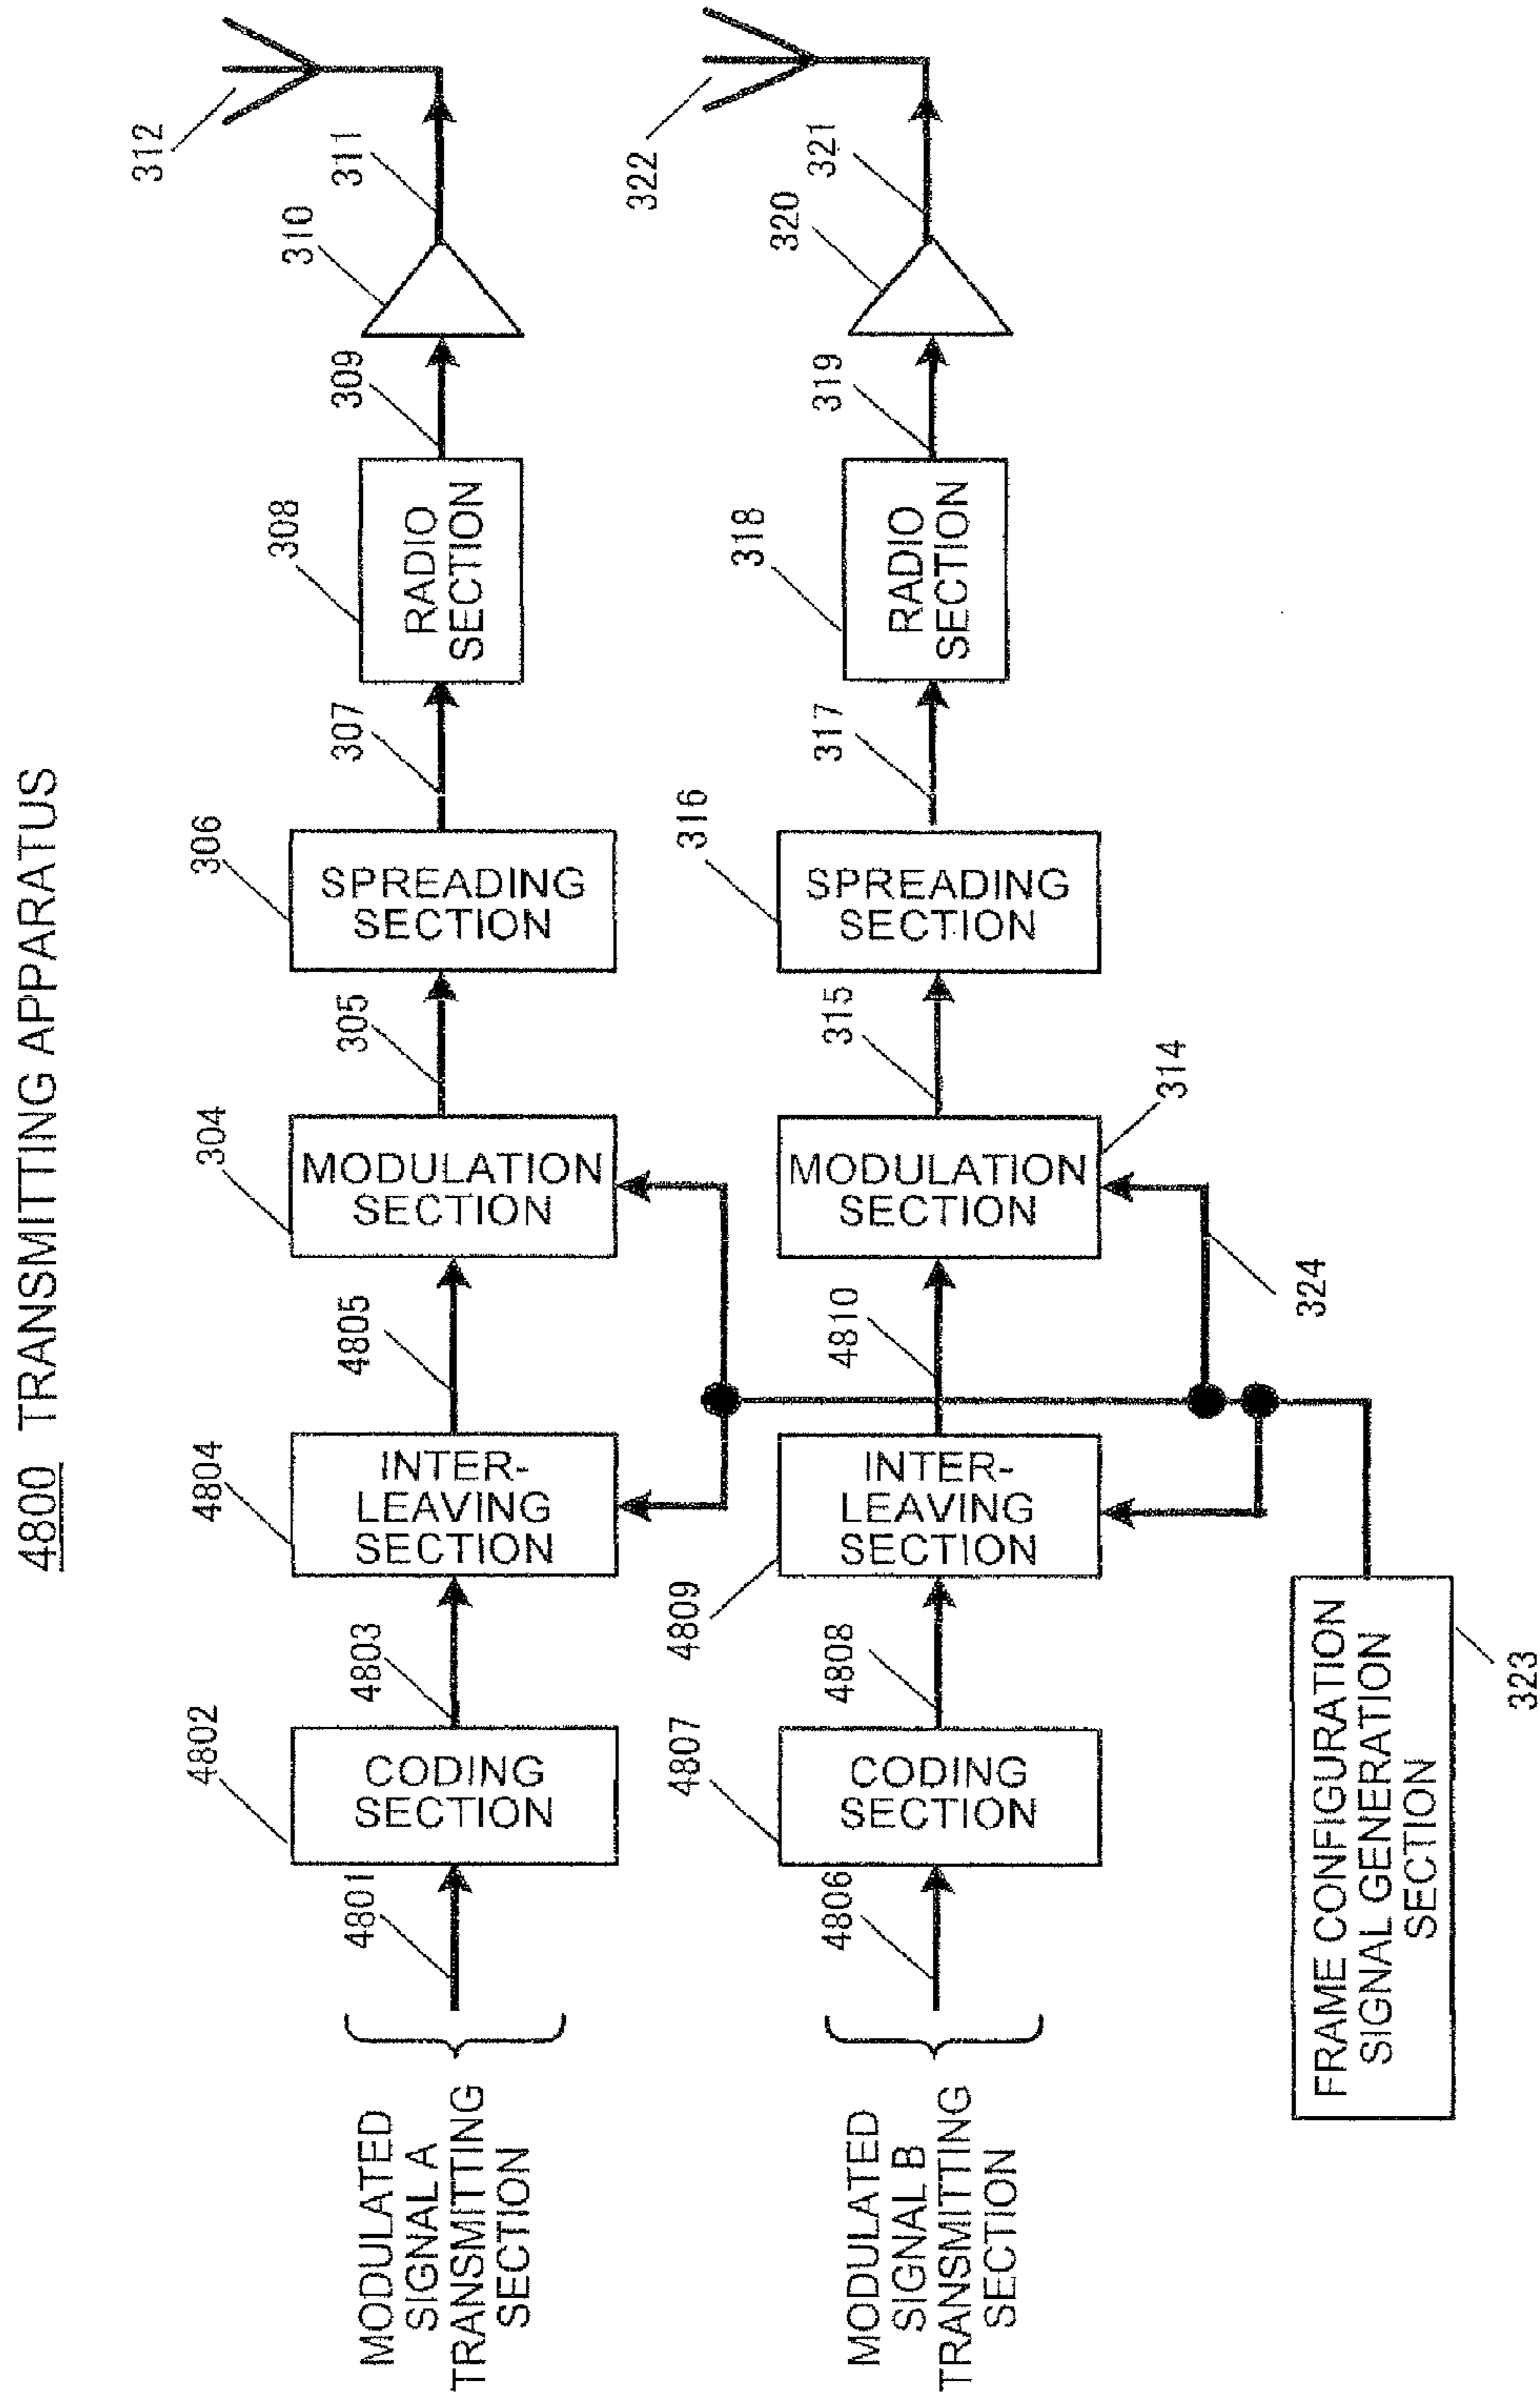 4800 TRANSMITTING APPARATUS
MODULATED
SIGNAL A
TRANSMITTING
SECTION
4801
4802
CODING
SECTION
4803
4804
INTER-
LEAVING
SECTION
4805
304
MODULATION
SECTION
305
306
SPREADING
SECTION
307
308
RADIO
SECTION
309
310
311
312
MODULATED
SIGNAL B
TRANSMITTING
SECTION
4806
4807
CODING
SECTION
4808
4809
INTER-
LEAVING
SECTION
4810
314
MODULATION
SECTION
315
316
SPREADING
SECTION
317
318
RADIO
SECTION
319
320
321
322
324
FRAME CONFIGURATION
SIGNAL GENERATION
SECTION
323